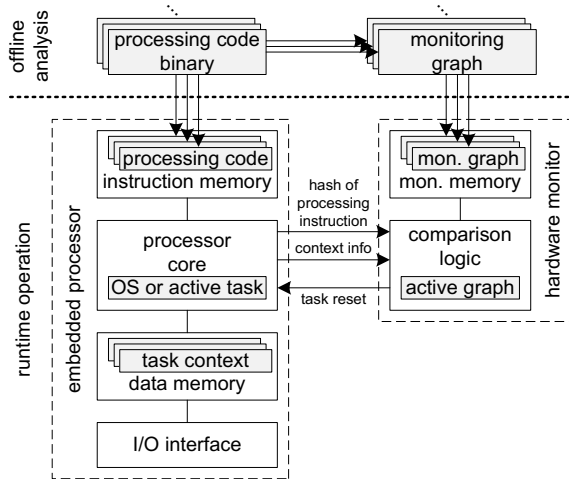 offline
analysis
...
processing code
binary
...
monitoring
graph
runtime operation
embedded processor
processing code
instruction memory
processor
core
OS or active task
task context
data memory
I/O interface
hash of
processing
instruction
context info
task reset
mon. graph
mon. memory
comparison
logic
active graph
hardware monitor